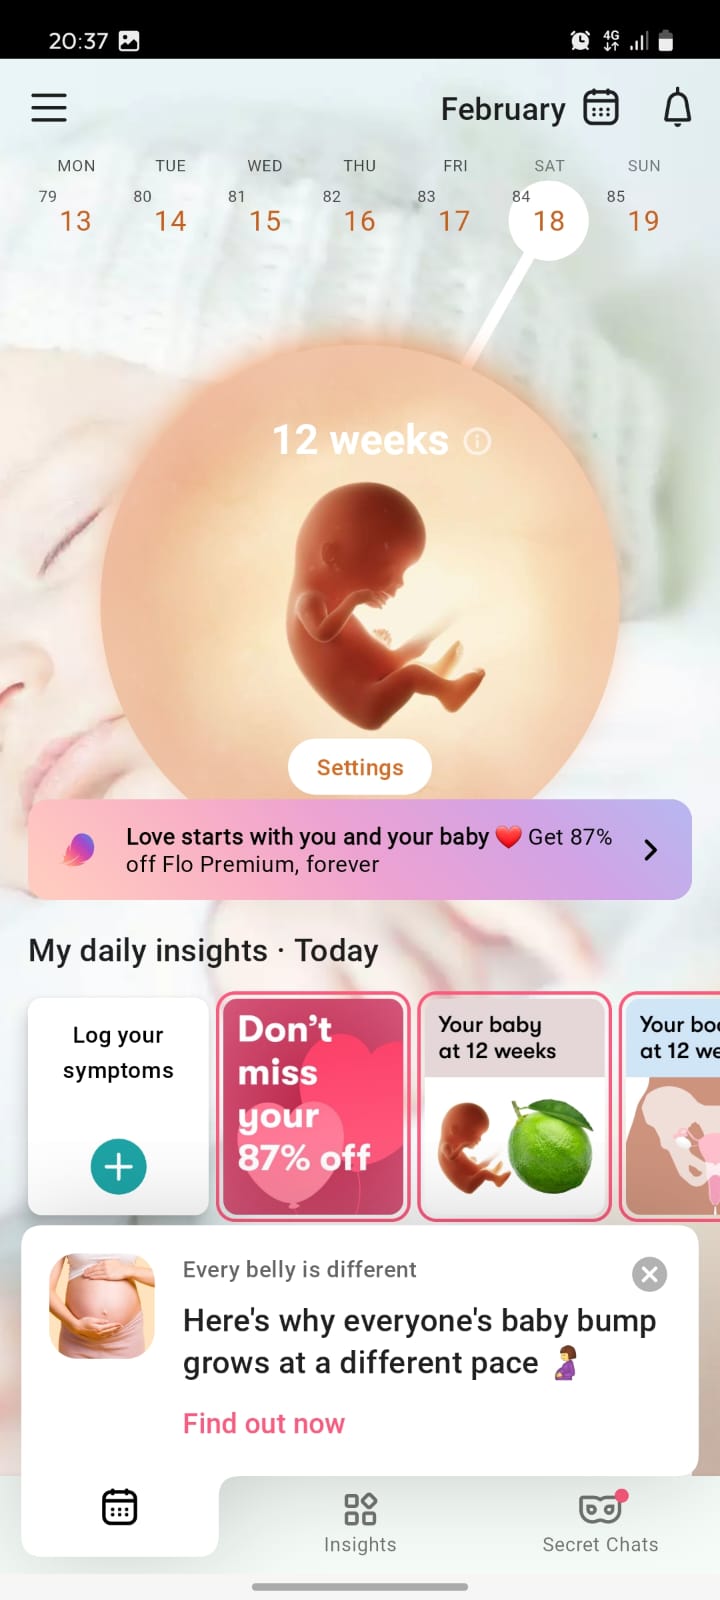 20:37
4G
February
MON TUE WED THU FRI SAT SUN
79 80 81 82 83 84 85
13 14 15 16 17 18 19
12 weeks
Settings
Love starts with you and your baby ❤️ Get 87%
off Flo Premium, forever
My daily insights · Today
Log your
symptoms
Don't
miss
your
87% off
Your baby
at 12 weeks
Your bo
at 12 we
Every belly is different
Here's why everyone's baby bump
grows at a different pace 🤰
Find out now
Insights
Secret Chats